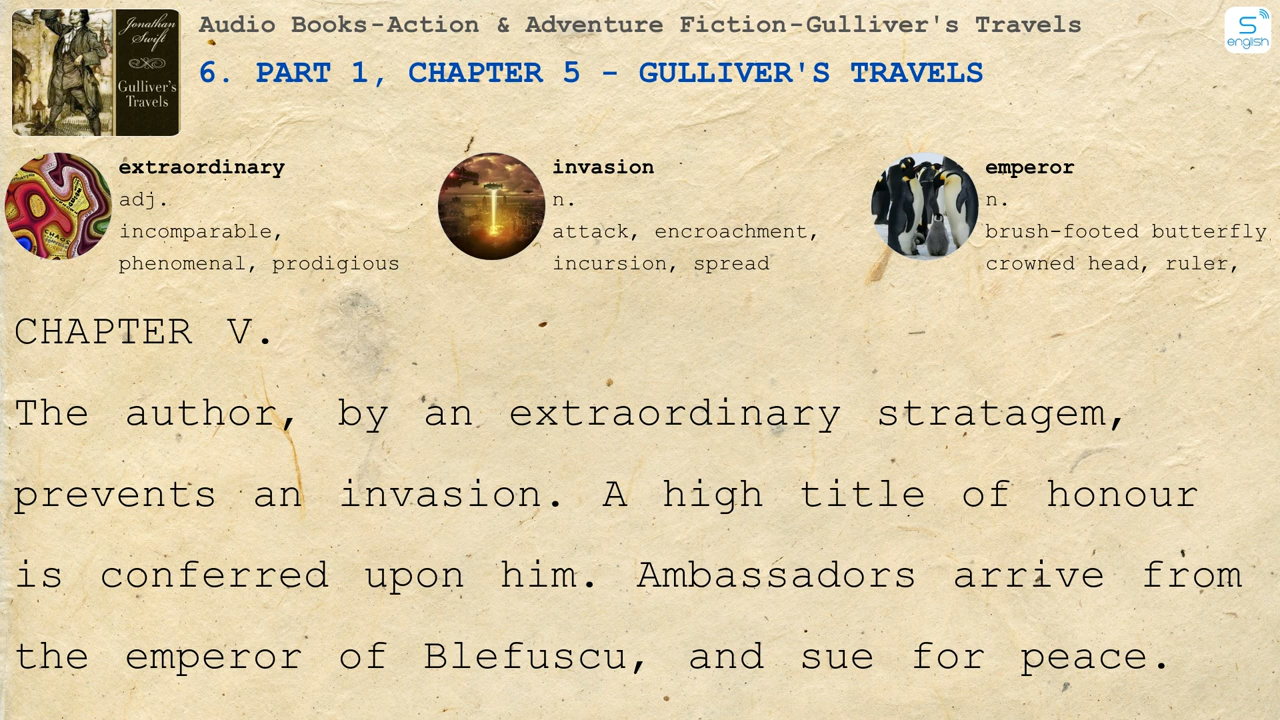 Audio Books-Action & Adventure Fiction-Gulliver's Travels
6. PART 1, CHAPTER 5 - GULLIVER'S TRAVELS
Jonathan
Swift
Gulliver's
Travels
S
english
extraordinary
adj.
incomparable,
phenomenal, prodigious
invasion
n.
attack, encroachment,
incursion, spread
emperor
n.
brush-footed butterfly
crowned head, ruler,
CHAPTER V.
The author, by an extraordinary stratagem,
prevents an invasion. A high title of honour
is conferred upon him. Ambassadors arrive from
the emperor of Blefuscu, and sue for peace.